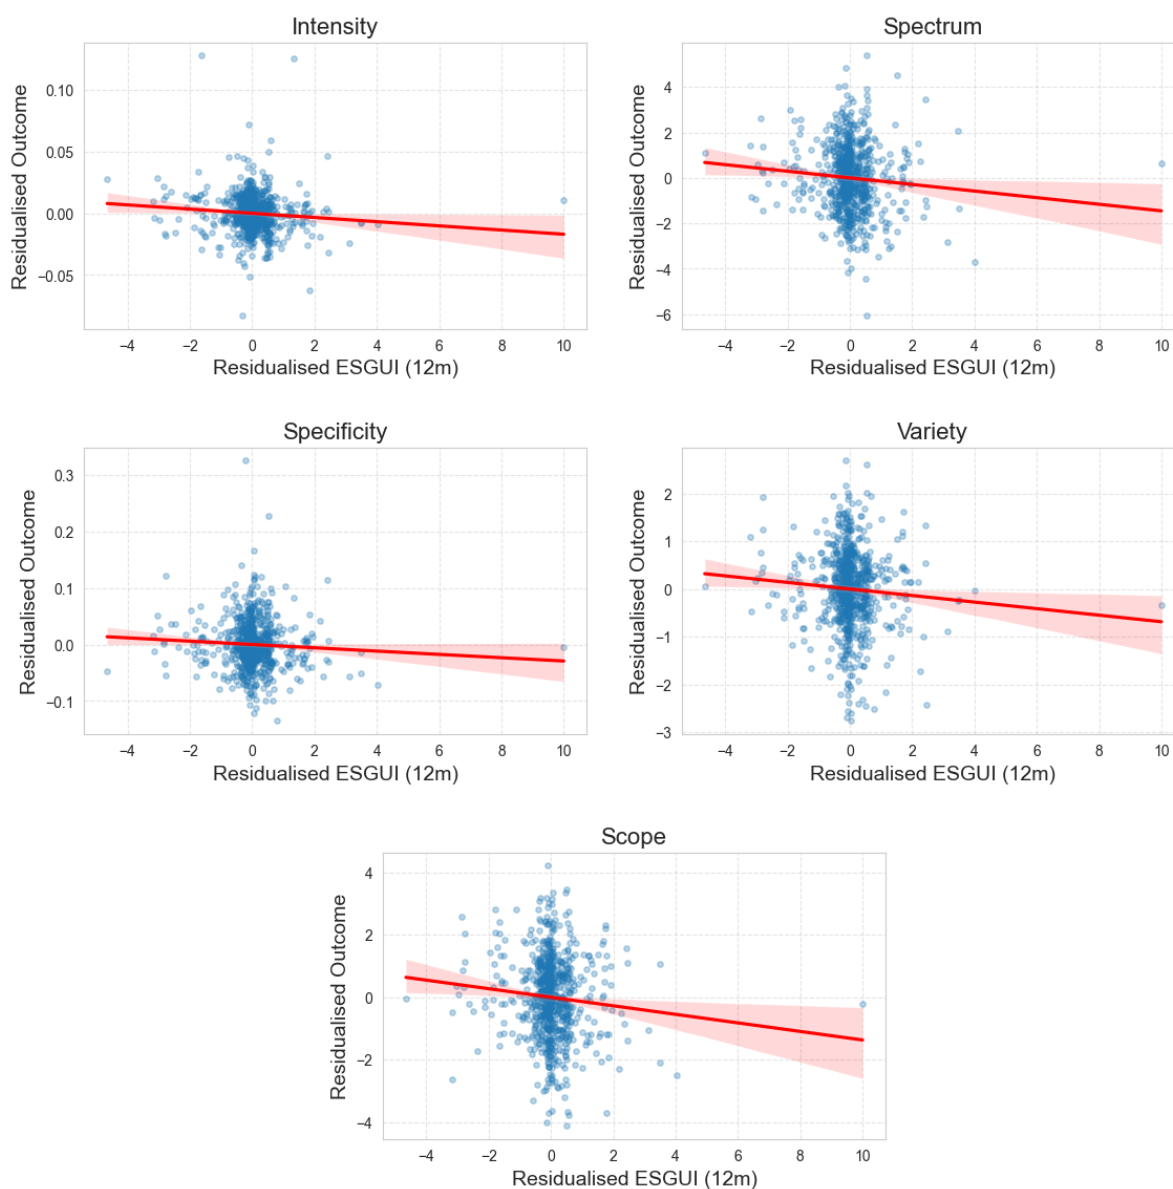 Intensity
Residualised Outcome
0.10
0.05
0.00
−0.05
−4 −2 0 2 4 6 8 10
Residualised ESGUI (12m)
Spectrum
Residualised Outcome
4
2
0
−2
−4
−6
−4 −2 0 2 4 6 8 10
Residualised ESGUI (12m)
Specificity
Residualised Outcome
0.3
0.2
0.1
0.0
−0.1
−4 −2 0 2 4 6 8 10
Residualised ESGUI (12m)
Variety
Residualised Outcome
2
1
0
−1
−2
−3
−4 −2 0 2 4 6 8 10
Residualised ESGUI (12m)
Scope
Residualised Outcome
4
2
0
−2
−4
−4 −2 0 2 4 6 8 10
Residualised ESGUI (12m)